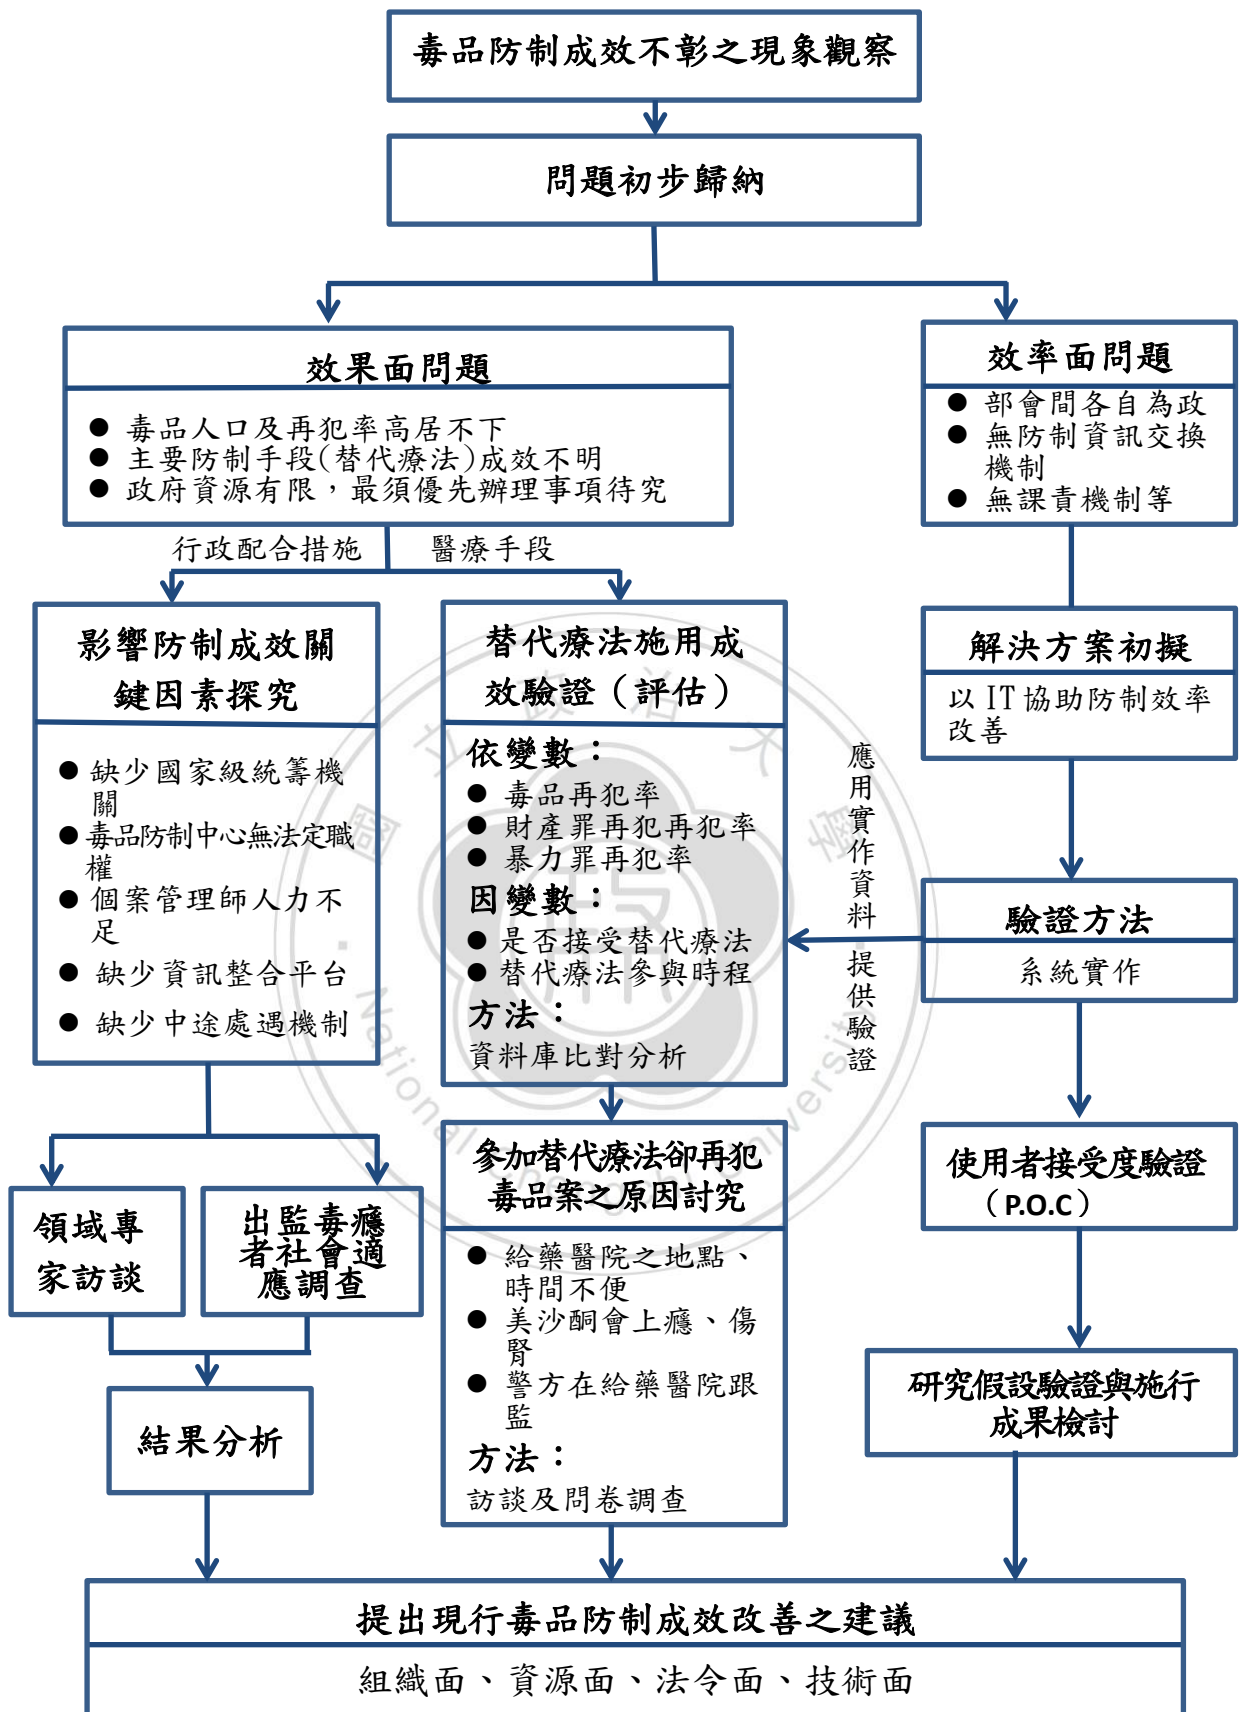 毒品防制成效不彰之現象觀察
問題初步歸納
效果面問題
● 毒品人口及再犯率高居不下
● 主要防制手段(替代療法)成效不明
● 政府資源有限，最須優先辦理事項待究
效率面問題
● 部會間各自為政
● 無防制資訊交換
機制
● 無課責機制等
行政配合措施
醫療手段
影響防制成效關
鍵因素探究
● 缺少國家級統籌機
關
● 毒品防制中心無法定職
權
● 個案管理師人力不
足
● 缺少資訊整合平台
● 缺少中途處遇機制
替代療法施用成
效驗證（評估）
依變數：
● 毒品再犯率
● 財產罪再犯再犯率
● 暴力罪再犯率
因變數：
● 是否接受替代療法
● 替代療法參與時程
方法：
資料庫比對分析
解決方案初擬
以 IT 協助防制效率
改善
應用實作資料
提供驗證
驗證方法
系統實作
領域專
家訪談
出監毒癮
者社會適
應調查
結果分析
參加替代療法卻再犯
毒品案之原因討究
● 給藥醫院之地點、
時間不便
● 美沙酮會上癮、傷
腎
● 警方在給藥醫院跟
監
方法：
訪談及問卷調查
使用者接受度驗證
（P.O.C）
研究假設驗證與施行
成果檢討
提出現行毒品防制成效改善之建議
組織面、資源面、法令面、技術面
國立政治大學
National Chengchi University